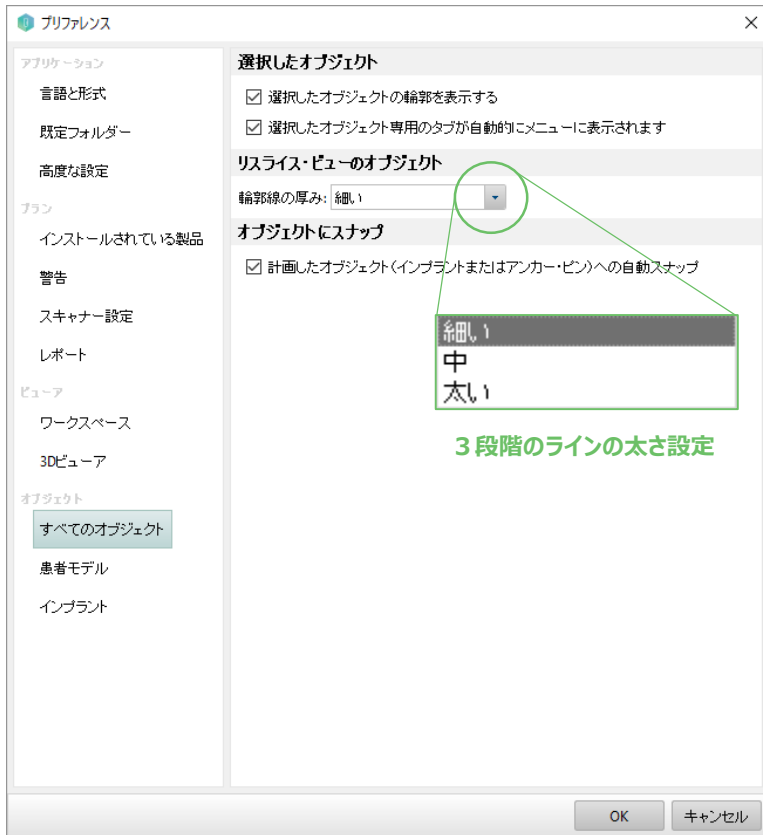 プリファレンス
アプリケーション
言語と形式
既定フォルダー
高度な設定
プラン
インストールされている製品
警告
スキャナー設定
レポート
ビューア
ワークスペース
3Dビューア
オブジェクト
すべてのオブジェクト
患者モデル
インプラント
選択したオブジェクト
選択したオブジェクトの輪郭を表示する
選択したオブジェクト専用のタブが自動的にメニューに表示されます
リスライス・ビューのオブジェクト
輪郭線の厚み: 細い
オブジェクトにスナップ
計画したオブジェクト(インプラントまたはアンカー・ピン)への自動スナップ
細い
中
太い
3段階のラインの太さ設定
OK
キャンセル